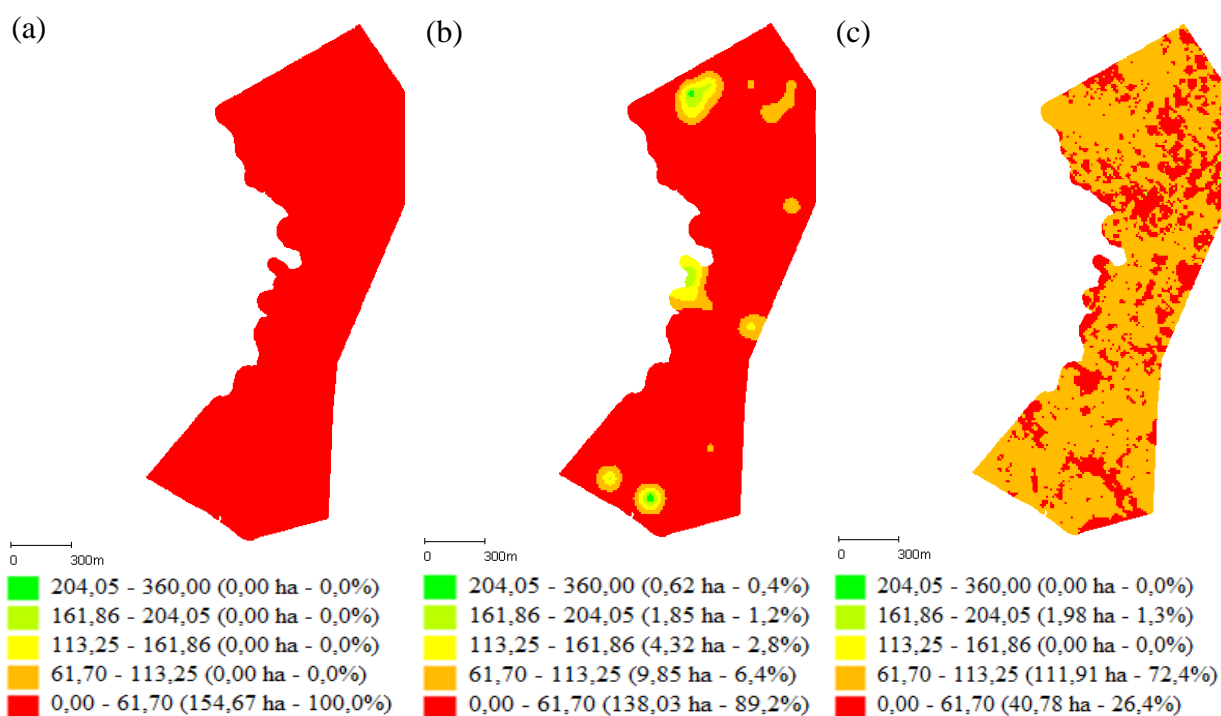 (a)
(b)
(c)
0 300m
0 300m
0 300m
204,05 - 360,00 (0,00 ha - 0,0%)
161,86 - 204,05 (0,00 ha - 0,0%)
113,25 - 161,86 (0,00 ha - 0,0%)
61,70 - 113,25 (0,00 ha - 0,0%)
0,00 - 61,70 (154,67 ha - 100,0%)
204,05 - 360,00 (0,62 ha - 0,4%)
161,86 - 204,05 (1,85 ha - 1,2%)
113,25 - 161,86 (4,32 ha - 2,8%)
61,70 - 113,25 (9,85 ha - 6,4%)
0,00 - 61,70 (138,03 ha - 89,2%)
204,05 - 360,00 (0,00 ha - 0,0%)
161,86 - 204,05 (1,98 ha - 1,3%)
113,25 - 161,86 (0,00 ha - 0,0%)
61,70 - 113,25 (111,91 ha - 72,4%)
0,00 - 61,70 (40,78 ha - 26,4%)